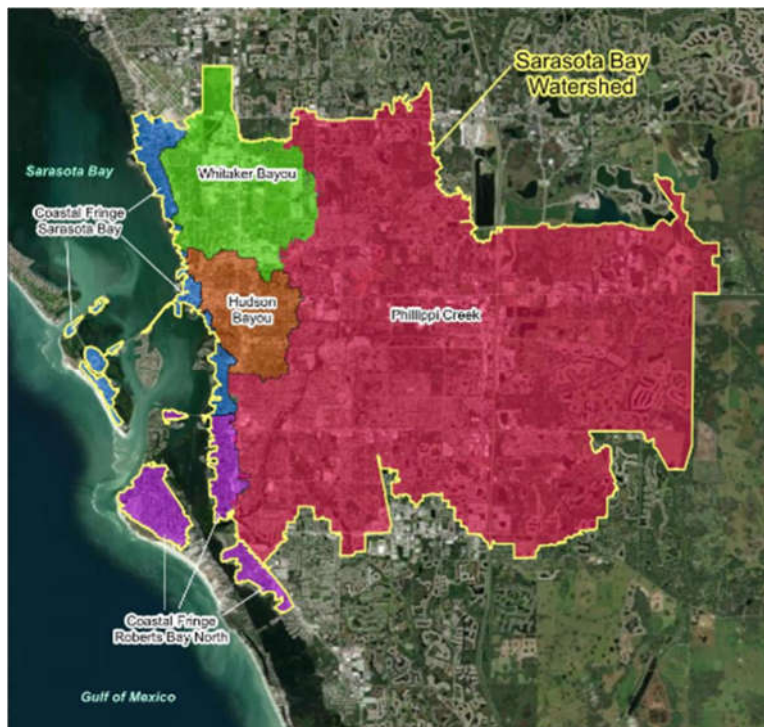 Sarasota Bay
Watershed
Whitaker Bayou
Sarasota Bay
Coastal Fringe
Sarasota Bay
Hudson
Bayou
Phillippi Creek
Coastal Fringe
Roberts Bay North
Gulf of Mexico